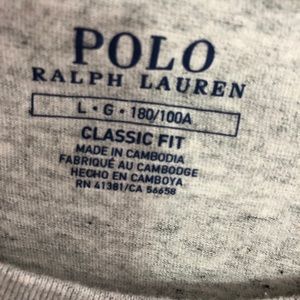 POLO
RALPH LAUREN
L • G • 180/100A
CLASSIC FIT
MADE IN CAMBODIA
FABRIQUÉ AU CAMBODGE
HECHO EN CAMBOYA
RN 41381/CA 56658